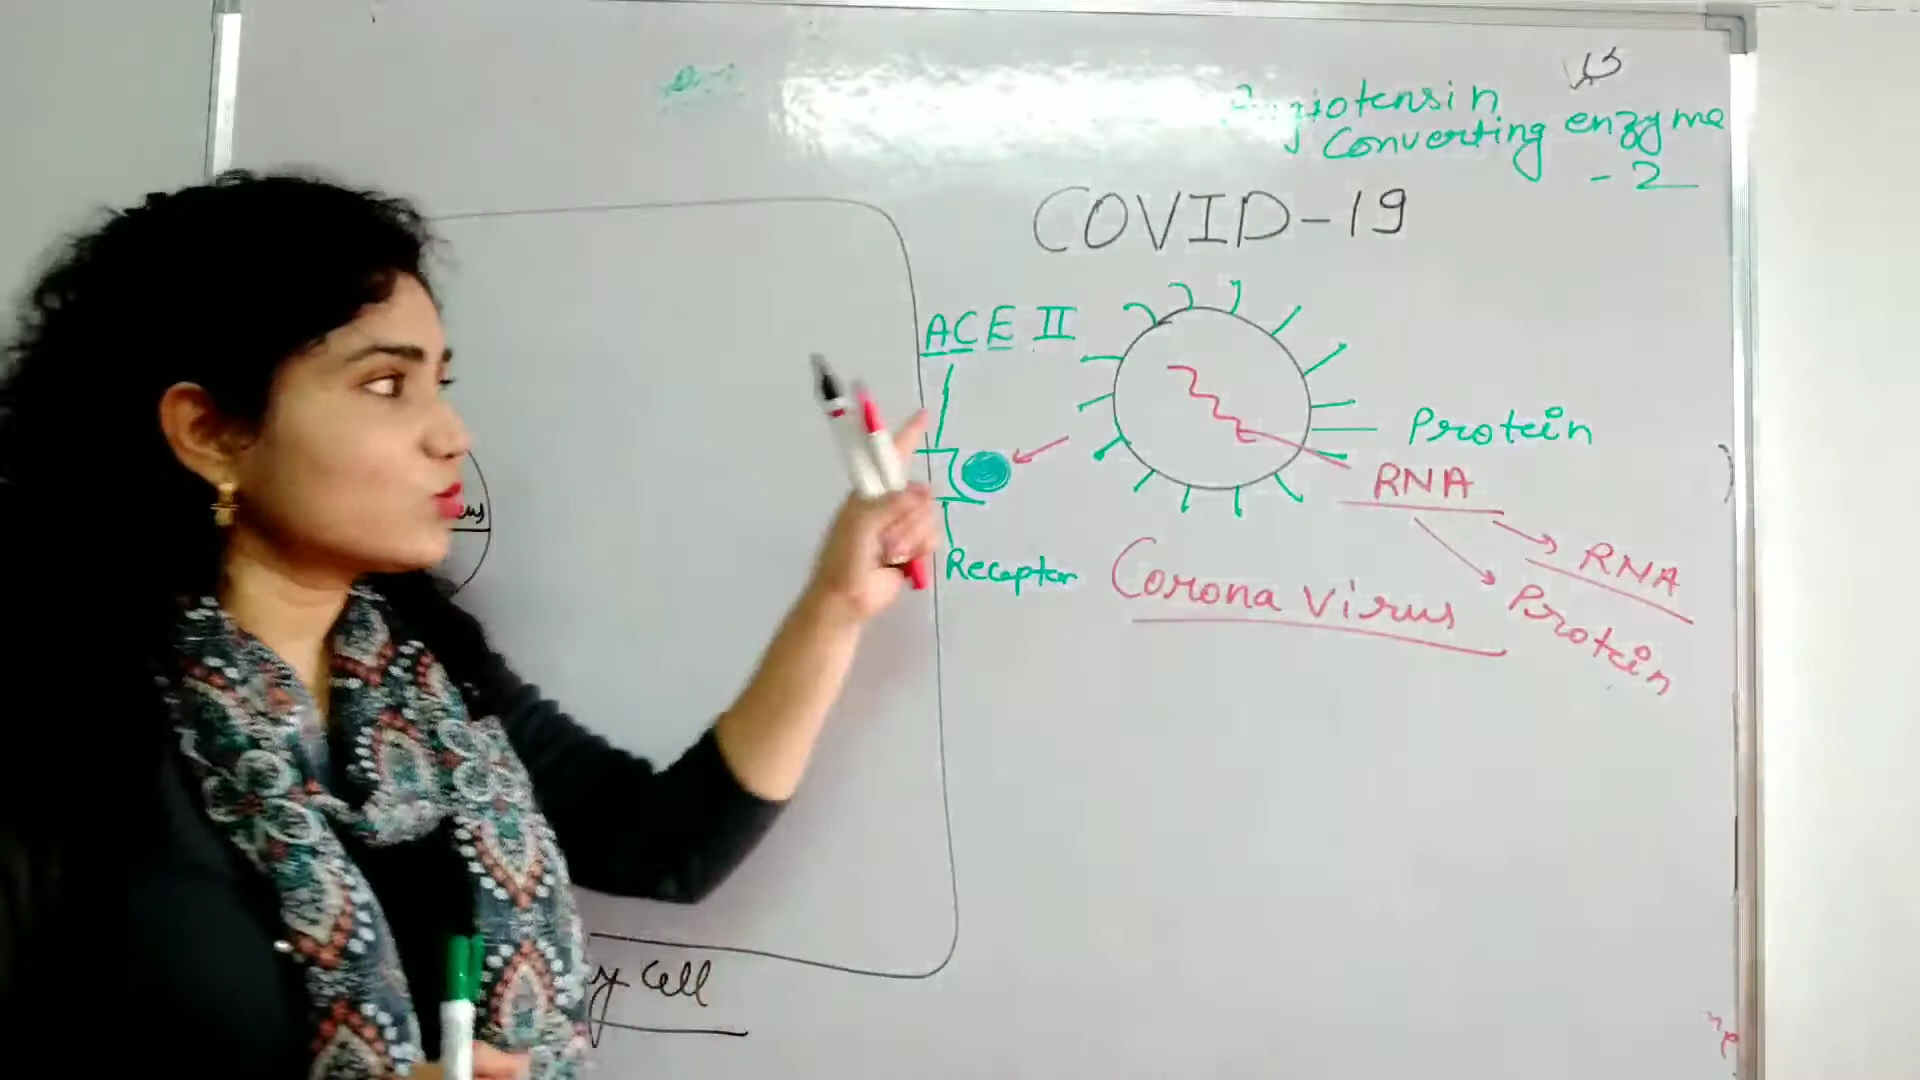 Angiotensin
Converting enzyme
- 2
COVID-19
ACE II
Protein
RNA
RNA
Protein
Receptor
Corona Virus
Cell